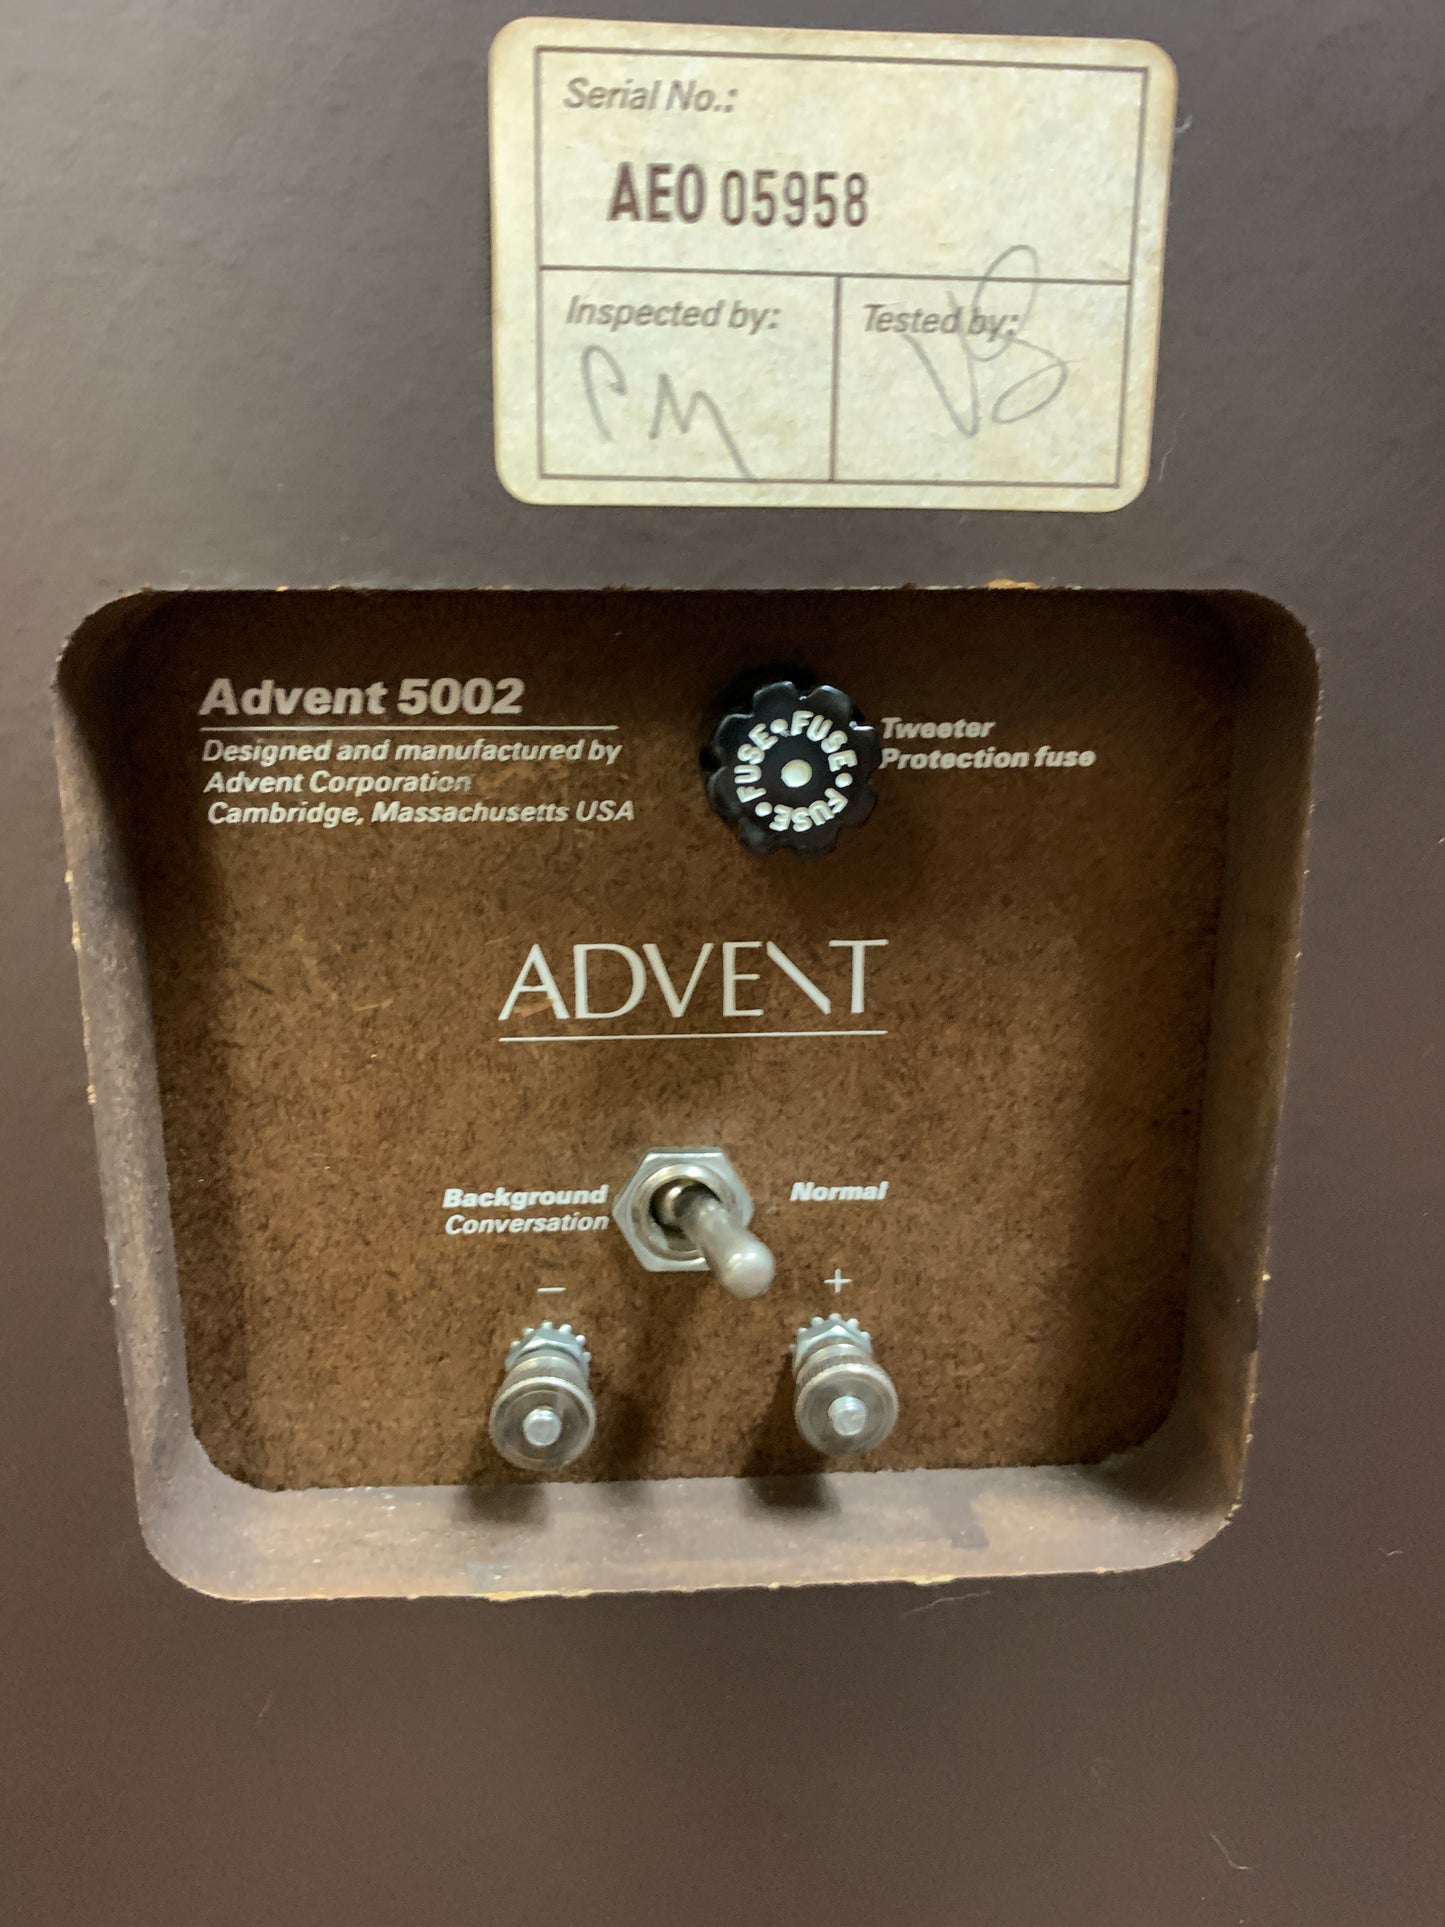 Serial No.:
AEO 05958
Inspected by:
Tested by:
PM
Advent 5002
Designed and manufactured by
Advent Corporation
Cambridge, Massachusetts USA
FUSE • FUSE • FUSE •
Tweeter
Protection fuse
ADVENT
Background
Conversation
Normal
–
+